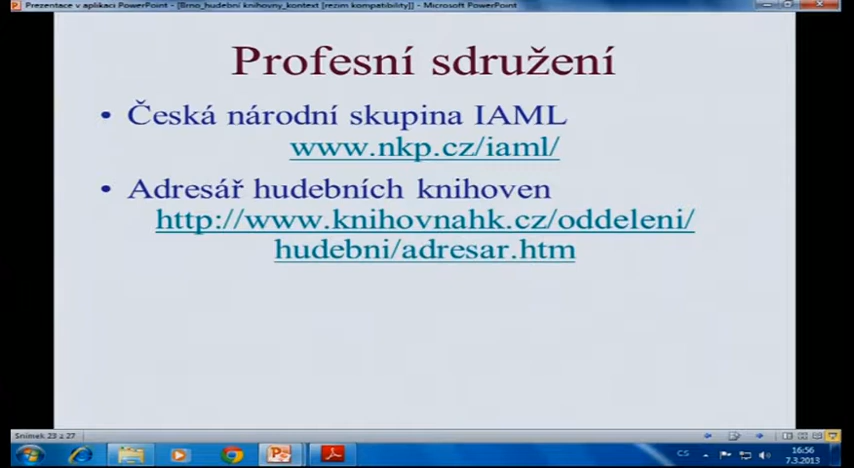 Prezentace v aplikaci PowerPoint - [Brno_hudební knihovny_kontext [režim kompatibility]] - Microsoft PowerPoint
Profesní sdružení
• Česká národní skupina IAML
www.nkp.cz/iaml/
• Adresář hudebních knihoven
http://www.knihovnahk.cz/oddeleni/
hudebni/adresar.htm
Snímek 23 z 27
CS
16:56
7.3.2013